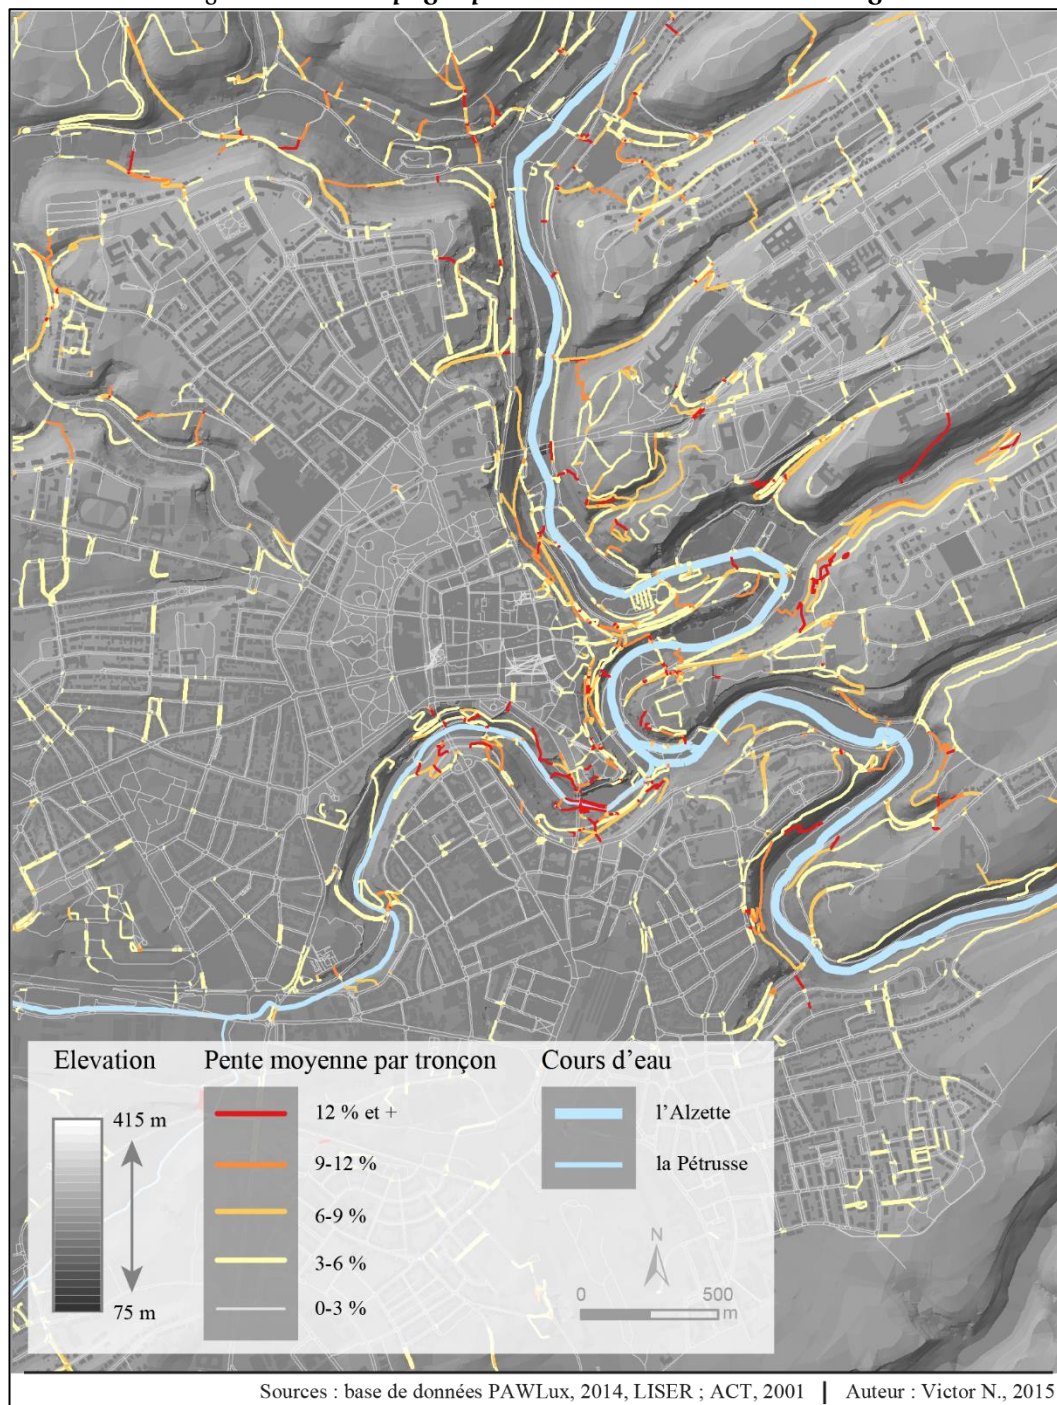 Elevation
415 m
75 m
Pente moyenne par tronçon
12 % et +
9-12 %
6-9 %
3-6 %
0-3 %
Cours d'eau
l'Alzette
la Pétrusse
N
0 500
m
Sources : base de données PAWLux, 2014, LISER ; ACT, 2001 | Auteur : Victor N., 2015